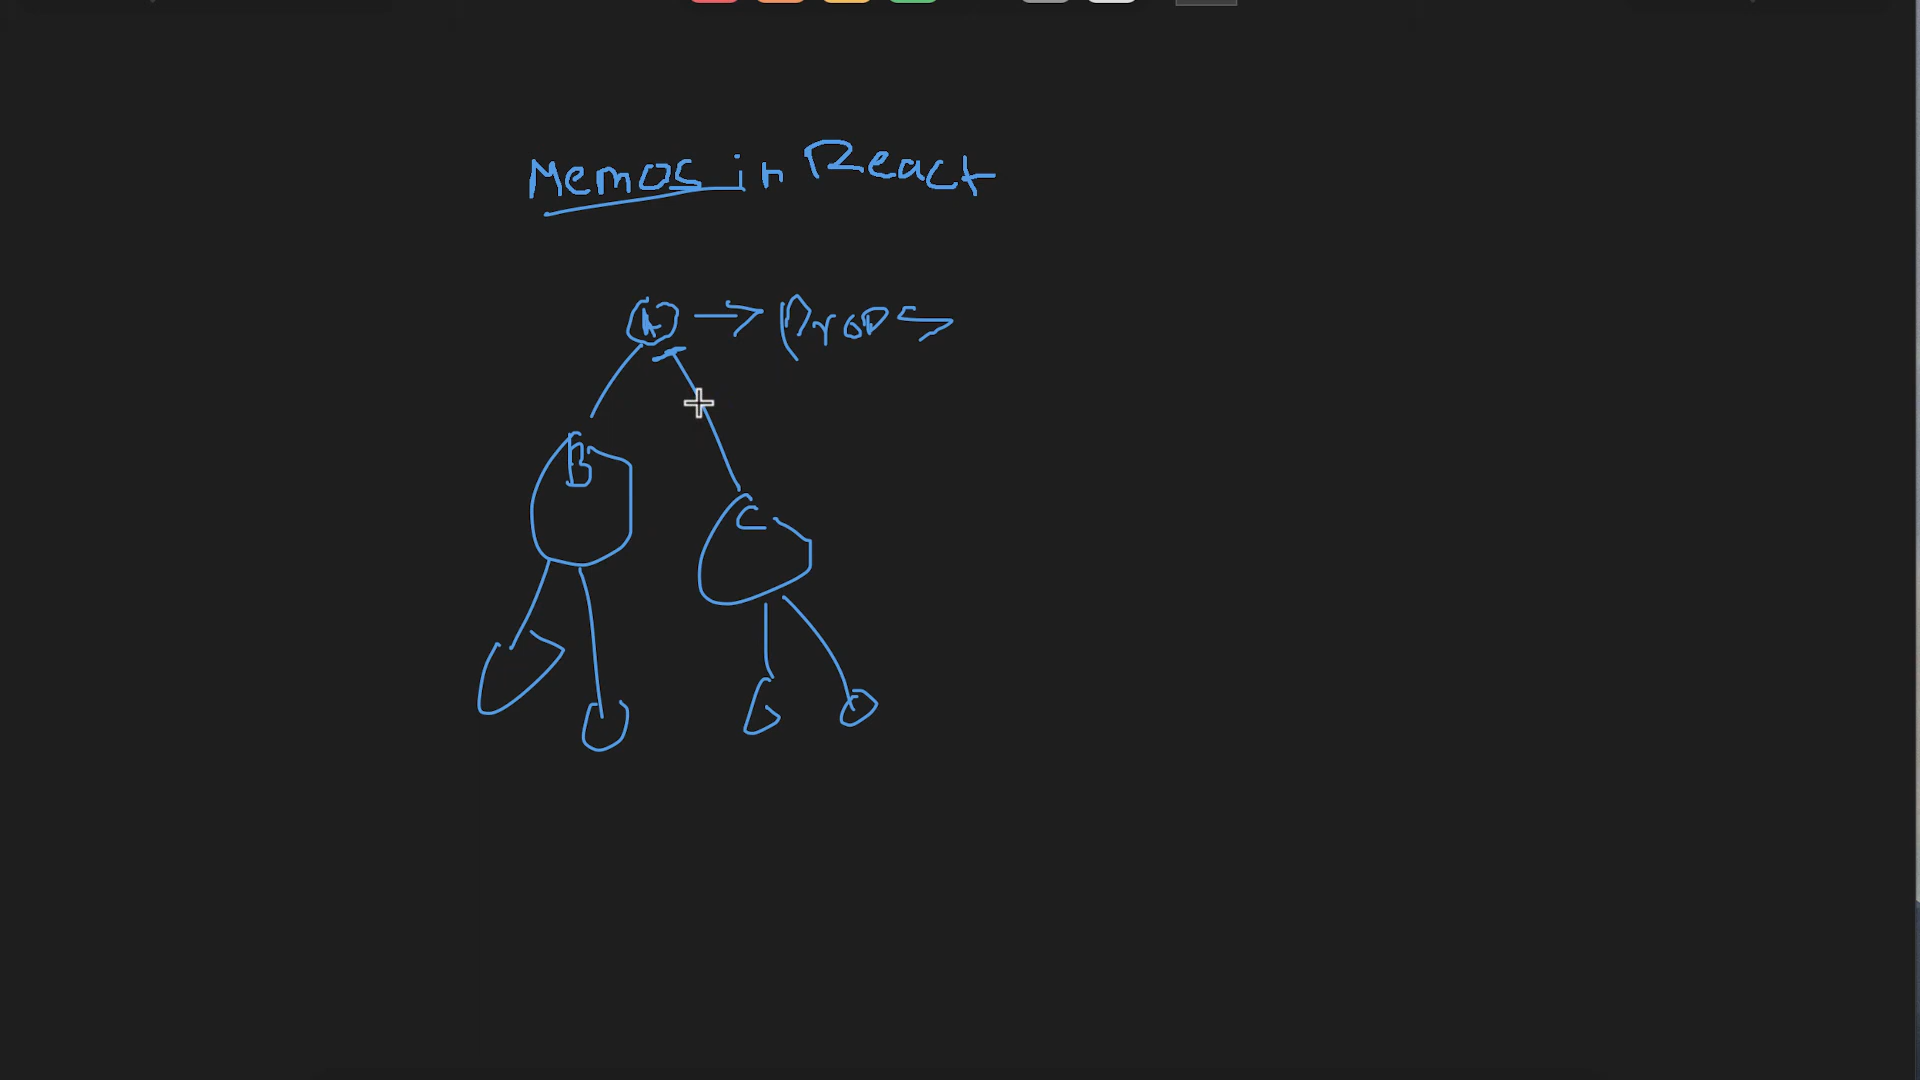 Memos in React
A → Props
B
C